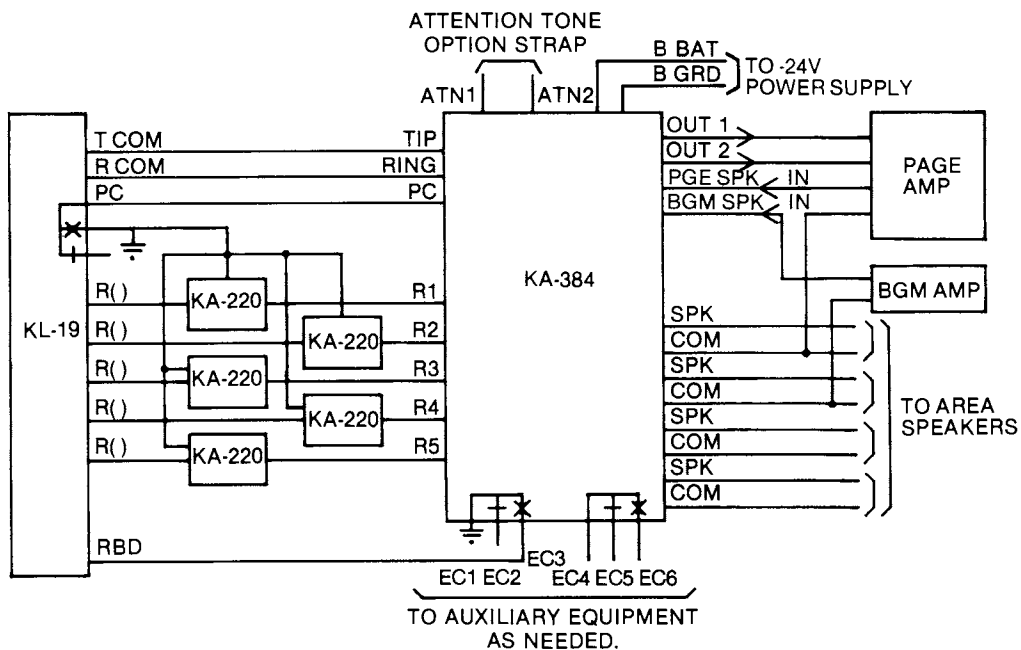 ATTENTION TONE
OPTION STRAP
B BAT
B GRD
TO -24V
POWER SUPPLY
ATN1
ATN2
T COM
TIP
R COM
RING
PC
PC
OUT 1
OUT 2
PGE SPK IN
BGM SPK IN
PAGE
AMP
KA-384
BGM AMP
KL-19
R( )
KA-220
R1
R( )
KA-220
R2
R( )
KA-220
R3
R( )
KA-220
R4
R( )
KA-220
R5
SPK
COM
SPK
COM
SPK
COM
SPK
COM
TO AREA
SPEAKERS
RBD
EC3
EC1 EC2
EC4 EC5 EC6
TO AUXILIARY EQUIPMENT
AS NEEDED.